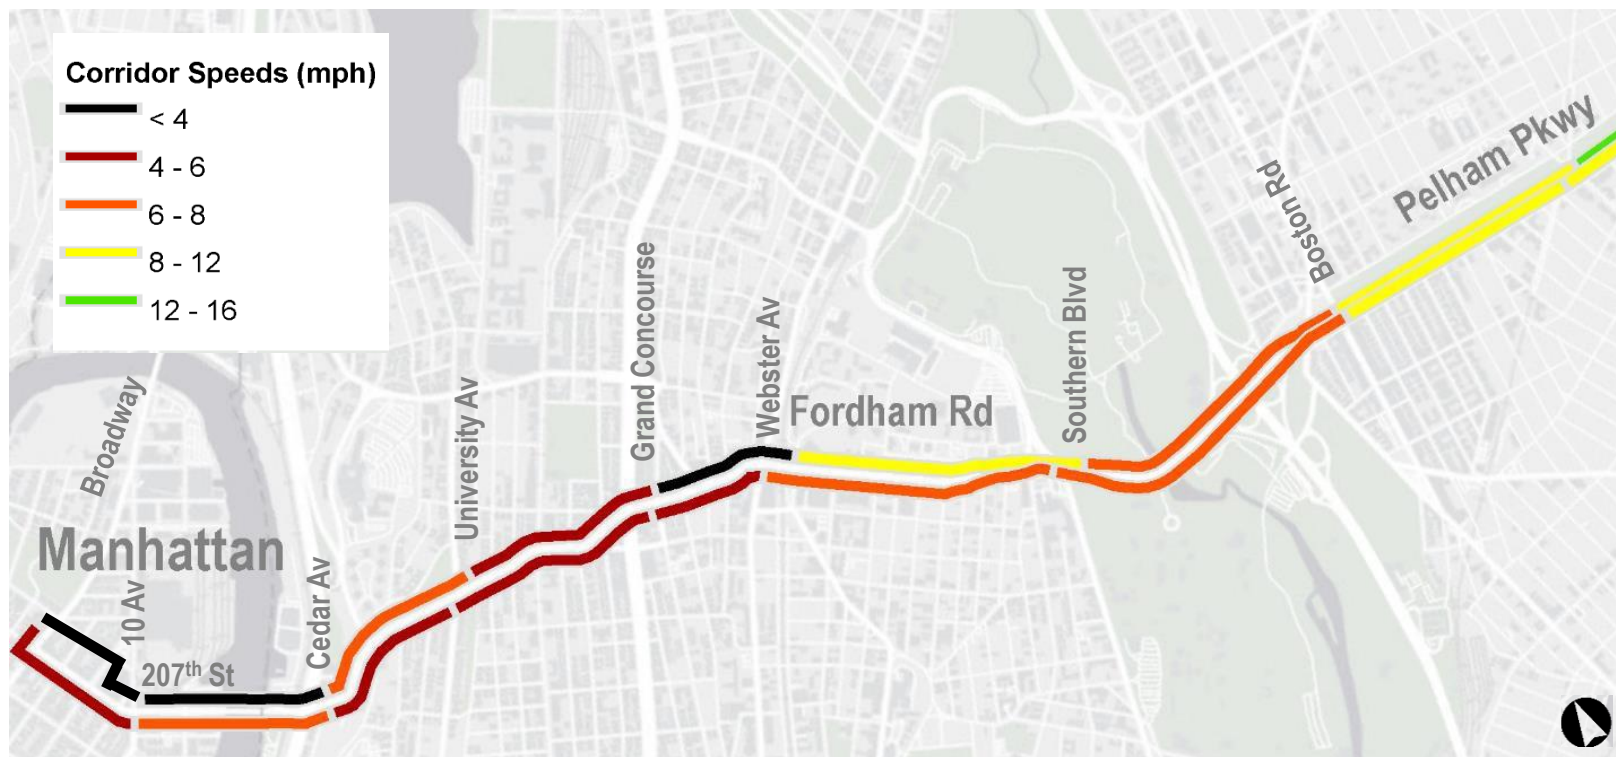 Corridor Speeds (mph)
< 4
4 - 6
6 - 8
8 - 12
12 - 16
Pelham Pkwy
Boston Rd
Southern Blvd
Grand Concourse
Webster Av
Fordham Rd
University Av
Broadway
Manhattan
Cedar Av
10 Av
207th St